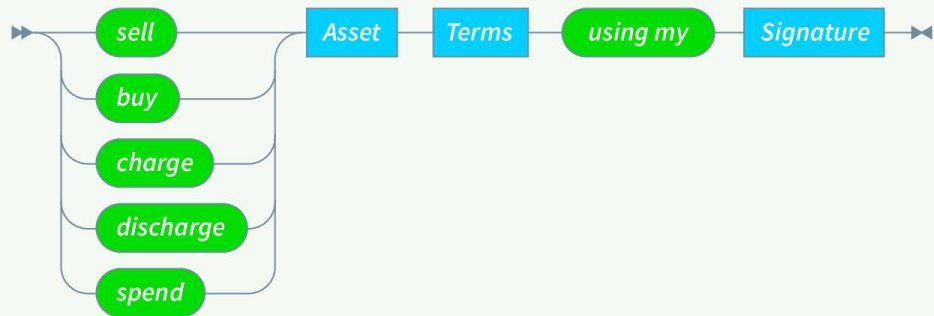 sell Asset Terms using my Signature
buy
charge
discharge
spend